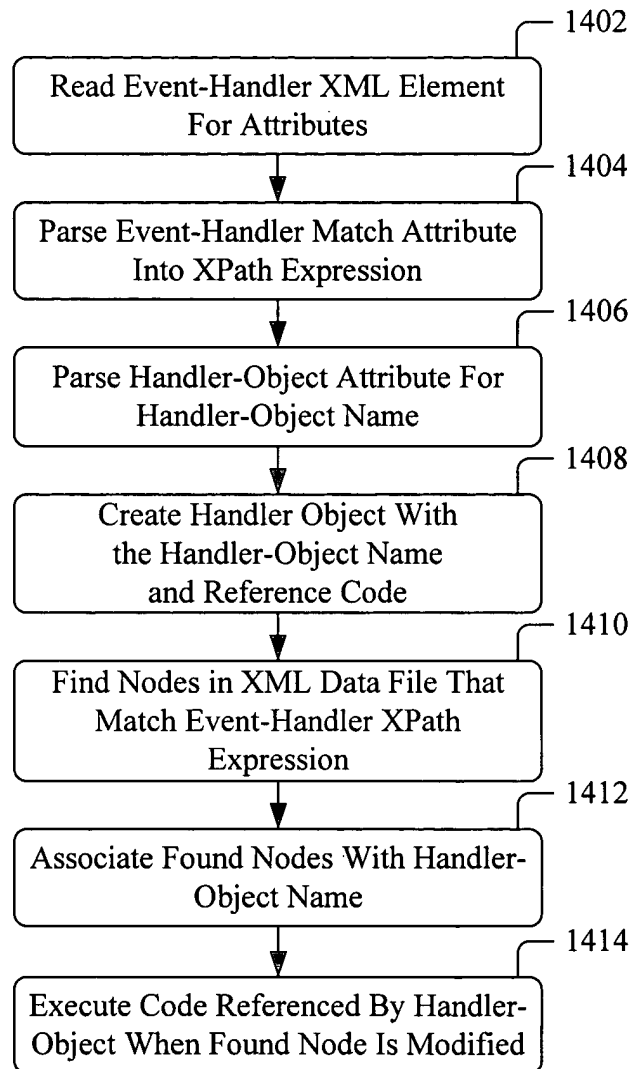 1402
Read Event-Handler XML Element
For Attributes
1404
Parse Event-Handler Match Attribute
Into XPath Expression
1406
Parse Handler-Object Attribute For
Handler-Object Name
1408
Create Handler Object With
the Handler-Object Name
and Reference Code
1410
Find Nodes in XML Data File That
Match Event-Handler XPath
Expression
1412
Associate Found Nodes With Handler-
Object Name
1414
Execute Code Referenced By Handler-
Object When Found Node Is Modified